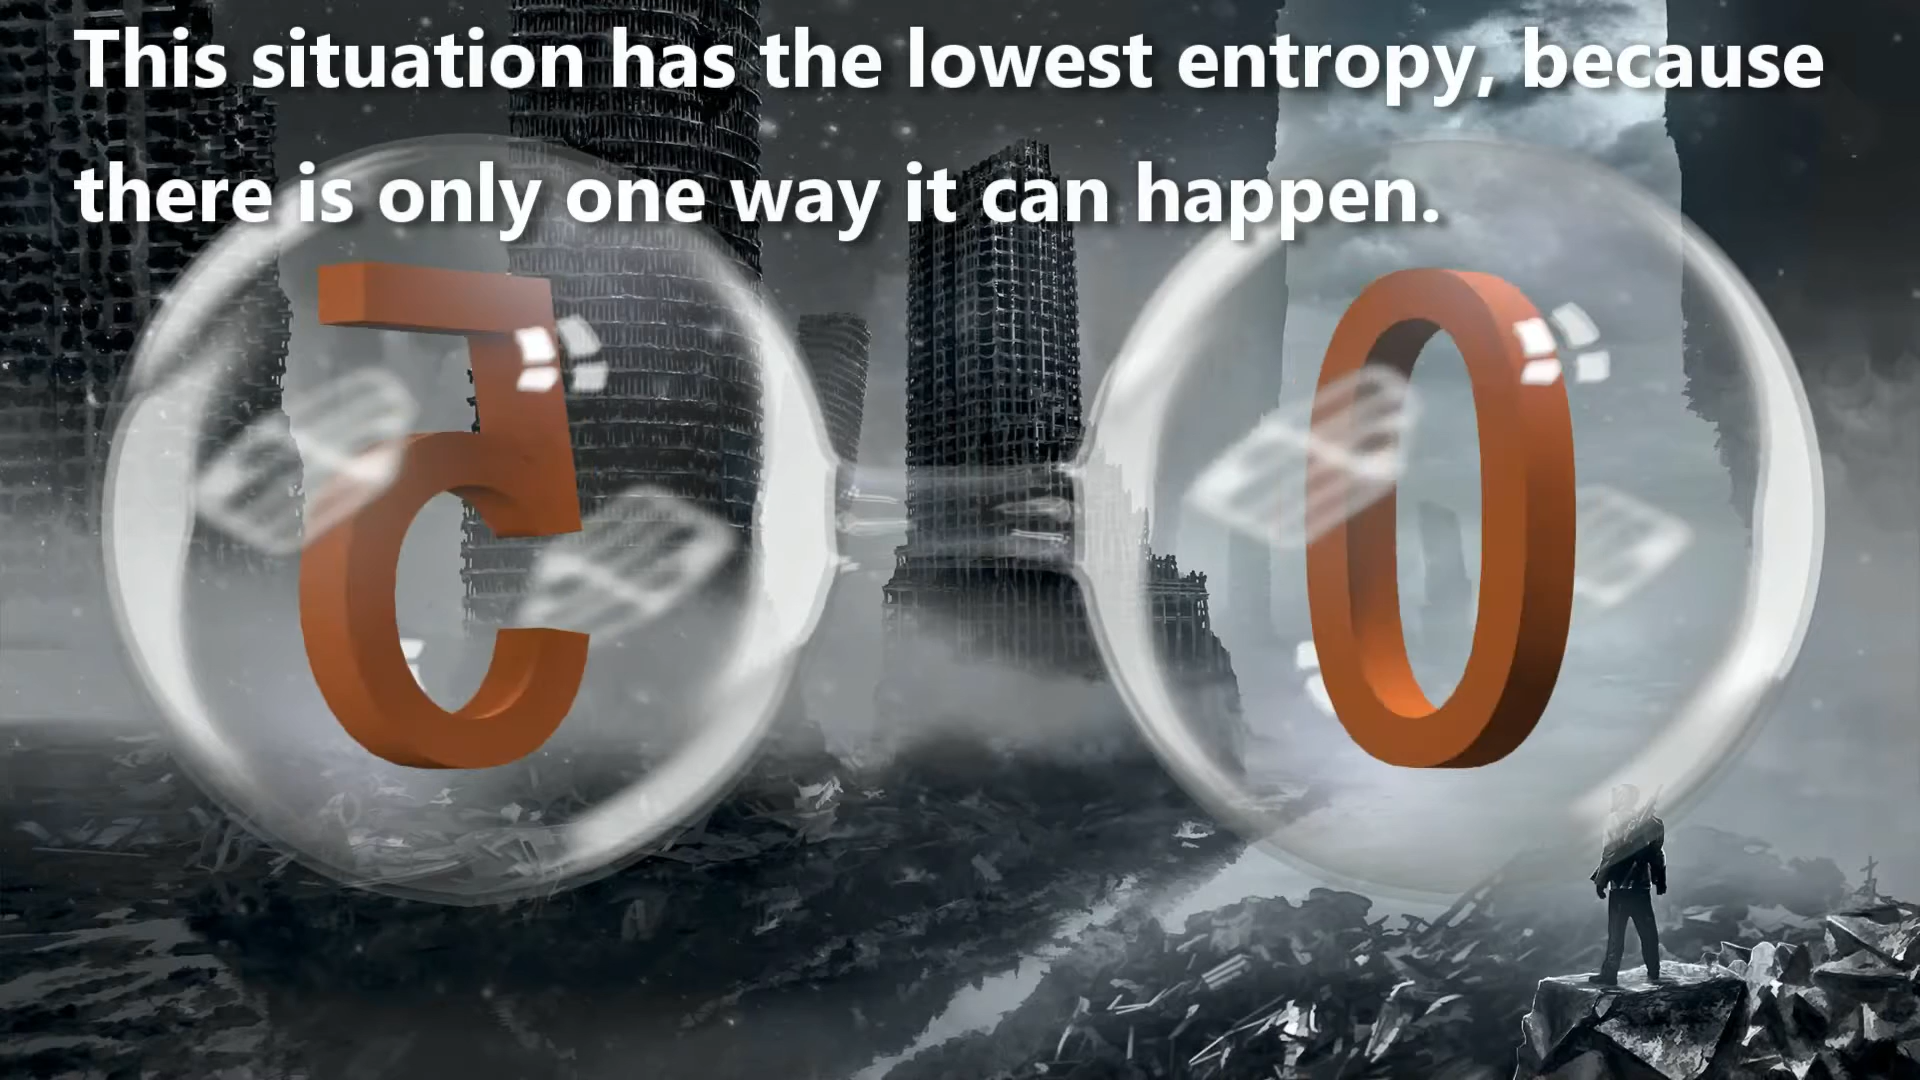 This situation has the lowest entropy, because
there is only one way it can happen.
5 0